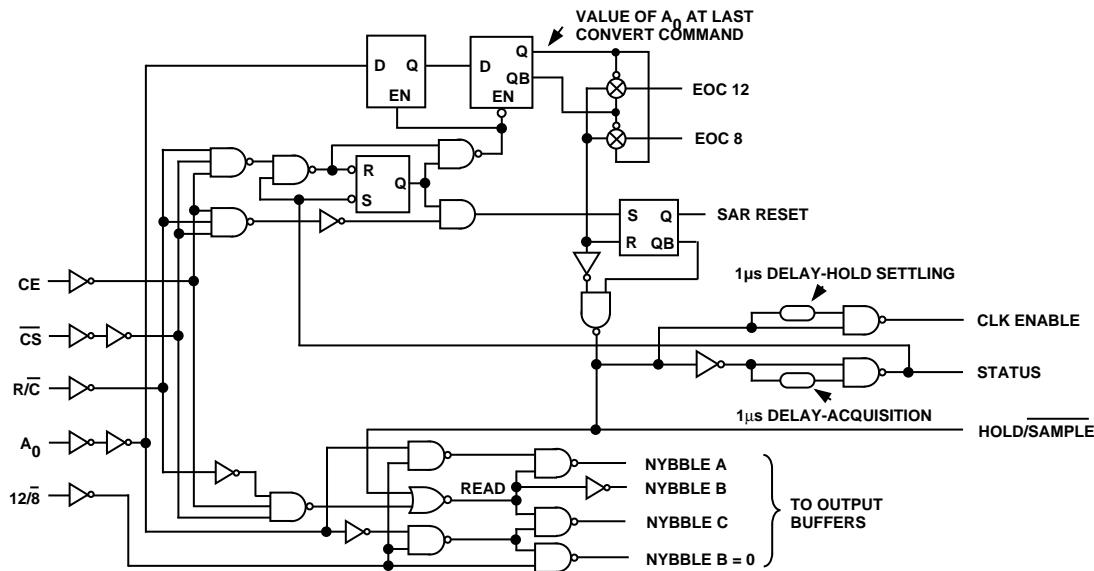 VALUE OF A0 AT LAST
CONVERT COMMAND
D Q
EN
D Q
QB
EN
EOC 12
EOC 8
R
Q
S
S Q
R QB
SAR RESET
1µs DELAY-HOLD SETTLING
CLK ENABLE
STATUS
1µs DELAY-ACQUISITION
HOLD/SAMPLE
CE
CS
R/C
A0
12/8
READ
NYBBLE A
NYBBLE B
NYBBLE C
NYBBLE B = 0
TO OUTPUT
BUFFERS